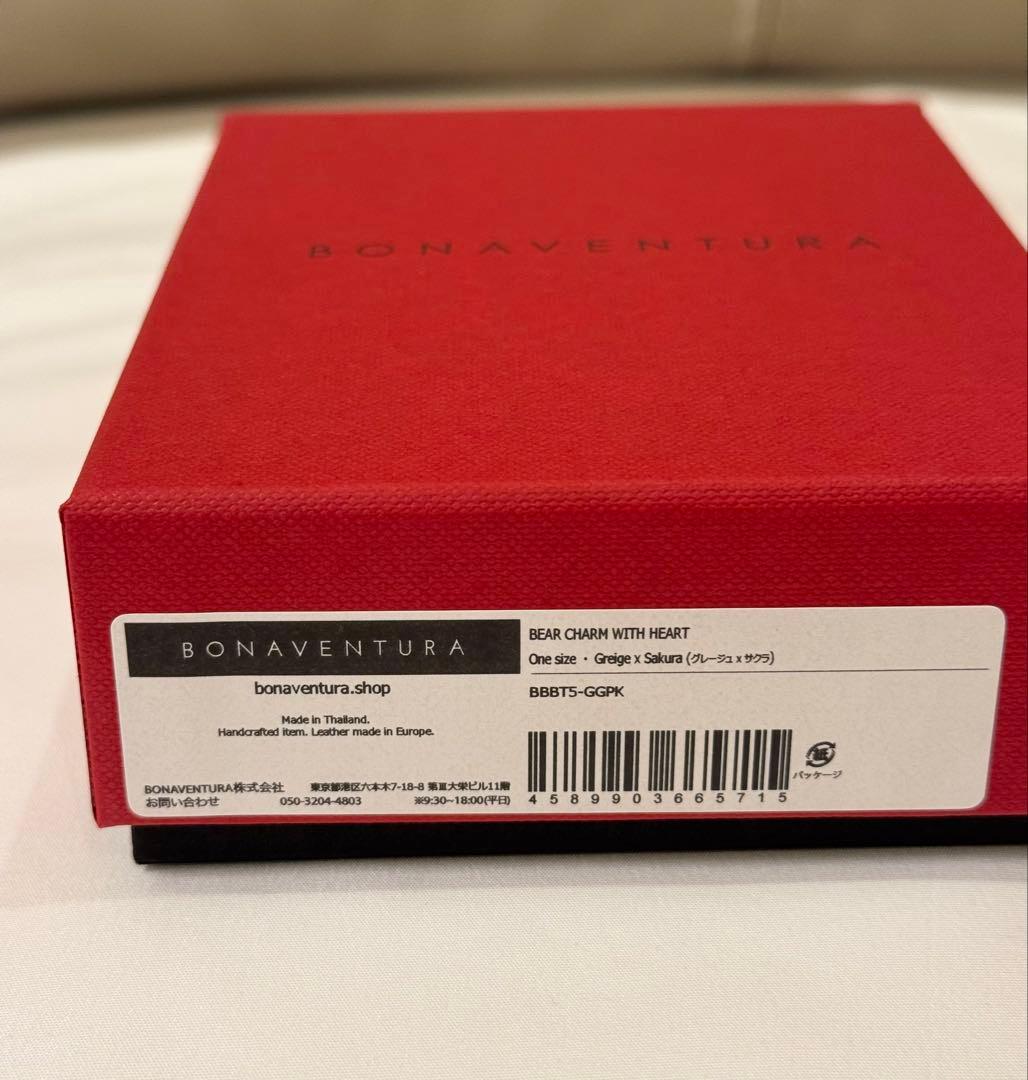 BONAVENTURA
BONAVENTURA
bonaventura.shop
Made in Thailand.
Handcrafted item. Leather made in Europe.
BONAVENTURA株式会社 東京都港区六本木7-18-8 第Ⅲ大栄ビル11階
お問い合わせ 050-3204-4803 ※9:30~18:00(平日)
BEAR CHARM WITH HEART
One size ・ Greige x Sakura (グレージュ x サクラ)
BBBT5-GGPK
4589903665715
紙
パッケージ